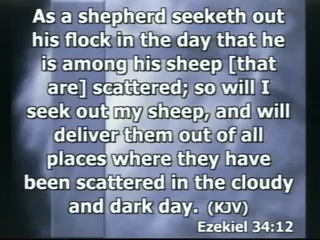 As a shepherd seeketh out
his flock in the day that he
is among his sheep [that
are] scattered; so will I
seek out my sheep, and will
deliver them out of all
places where they have
been scattered in the cloudy
and dark day. (KJV)
Ezekiel 34:12